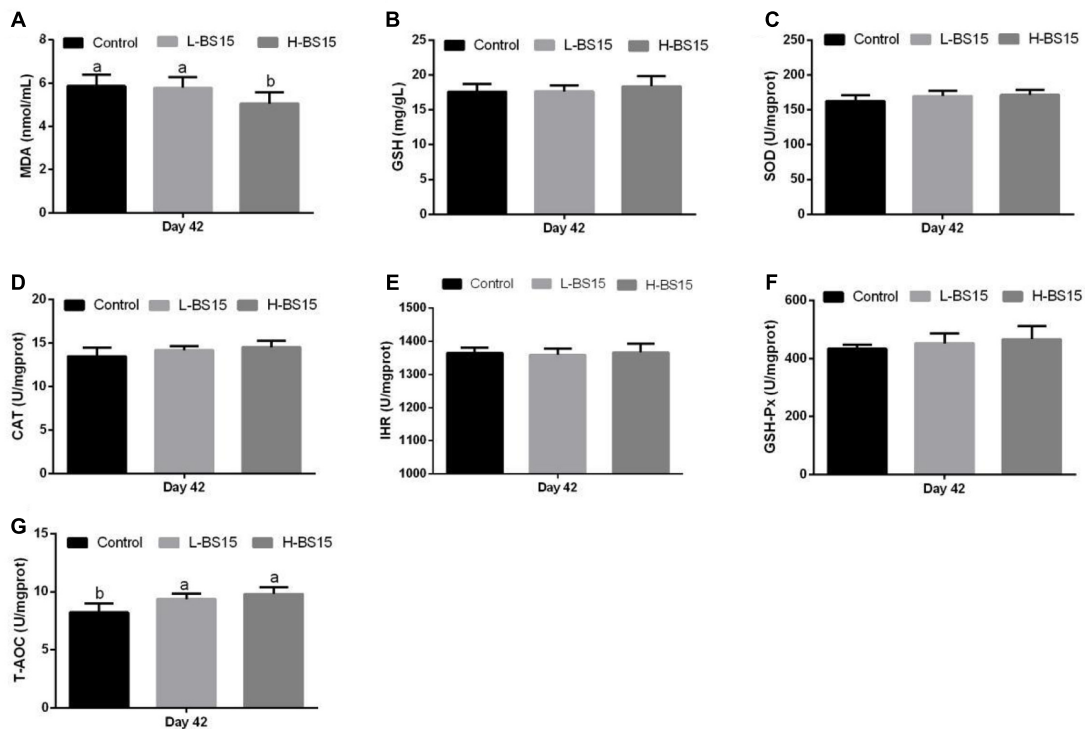 A
Control L-BS15 H-BS15
8
6
4
2
0
MDA (nmol/mL)
a a b
Day 42
B
Control L-BS15 H-BS15
25
20
15
10
5
0
GSH (mg/gL)
Day 42
C
Control L-BS15 H-BS15
250
200
150
100
50
0
SOD (U/mgprot)
Day 42
D
Control L-BS15 H-BS15
20
15
10
5
0
CAT (U/mgprot)
Day 42
E
Control L-BS15 H-BS15
1500
1400
1300
1200
1100
1000
IHR (U/mgprot)
Day 42
F
Control L-BS15 H-BS15
600
400
200
0
GSH-Px (U/mgprot)
Day 42
G
Control L-BS15 H-BS15
15
10
5
0
T-AOC (U/mgprot)
b a a
Day 42